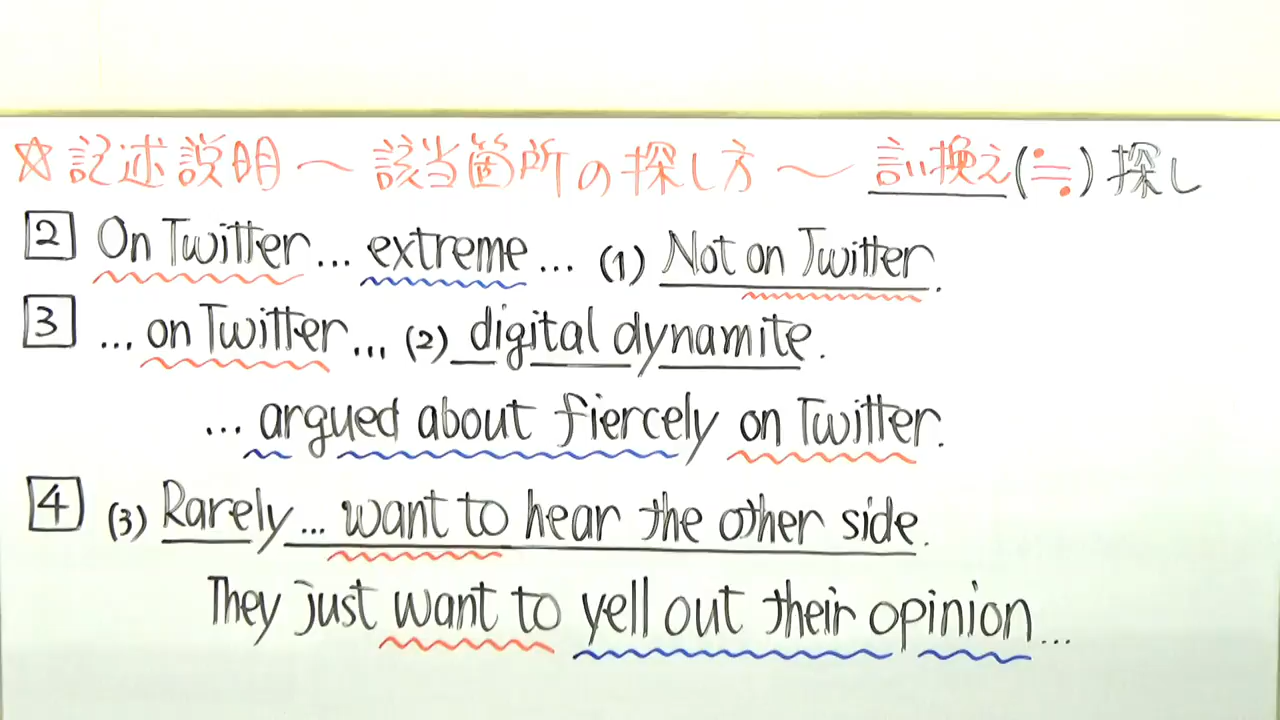 ☆記述説明～該当箇所の探し方～言い換え(≒)探し
2 On Twitter... extreme... (1) Not on Twitter.
3 ...on Twitter... (2) digital dynamite.
...argued about fiercely on Twitter.
4 (3) Rarely... want to hear the other side.
They just want to yell out their opinion...